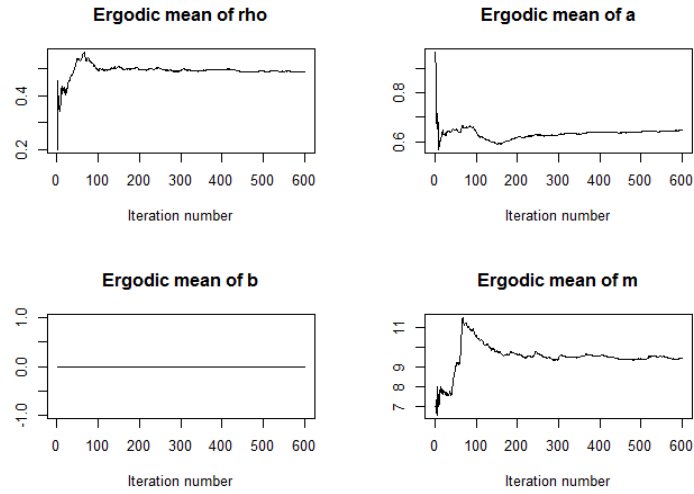 Ergodic mean of rho
0.2 0.4
0 100 200 300 400 500 600
Iteration number
Ergodic mean of a
0.6 0.8
0 100 200 300 400 500 600
Iteration number
Ergodic mean of b
-1.0 0.0 1.0
0 100 200 300 400 500 600
Iteration number
Ergodic mean of m
7 8 9 11
0 100 200 300 400 500 600
Iteration number